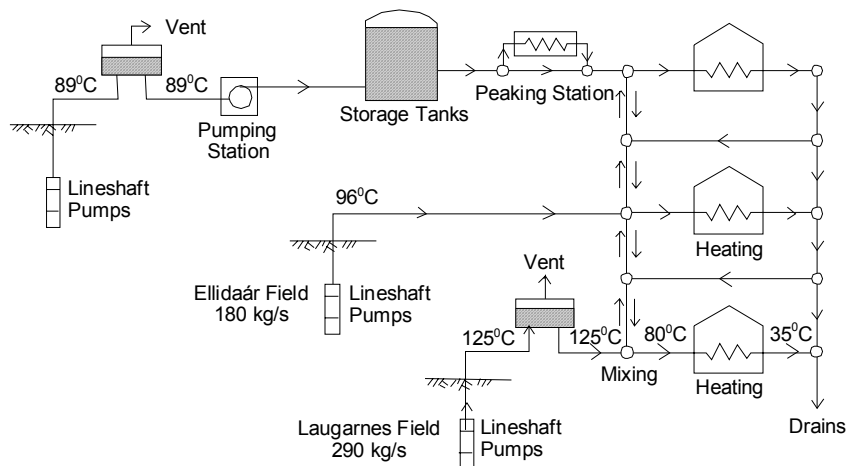 Vent
89⁰C
89⁰C
Pumping
Station
Storage Tanks
Peaking Station
Lineshaft
Pumps
96⁰C
Heating
Ellidaár Field
180 kg/s
Lineshaft
Pumps
Vent
125⁰C
125⁰C
80⁰C
35⁰C
Mixing
Heating
Laugarnes Field
290 kg/s
Lineshaft
Pumps
Drains